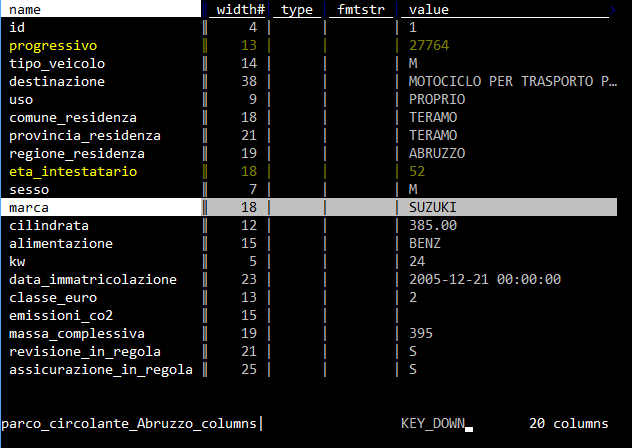 name width# type fmtstr value
id 4 1
progressivo 13 27764
tipo_veicolo 14 M
destinazione 38 MOTOCICLO PER TRASPORTO P…
uso 9 PROPRIO
comune_residenza 18 TERAMO
provincia_residenza 21 TERAMO
regione_residenza 19 ABRUZZO
eta_intestatario 18 52
sesso 7 M
marca 18 SUZUKI
cilindrata 12 385.00
alimentazione 15 BENZ
kw 5 24
data_immatricolazione 23 2005-12-21 00:00:00
classe_euro 13 2
emissioni_co2 15
massa_complessiva 19 395
revisione_in_regola 21 S
assicurazione_in_regola 25 S
parco_circolante_Abruzzo_columns| KEY_DOWN 20 columns